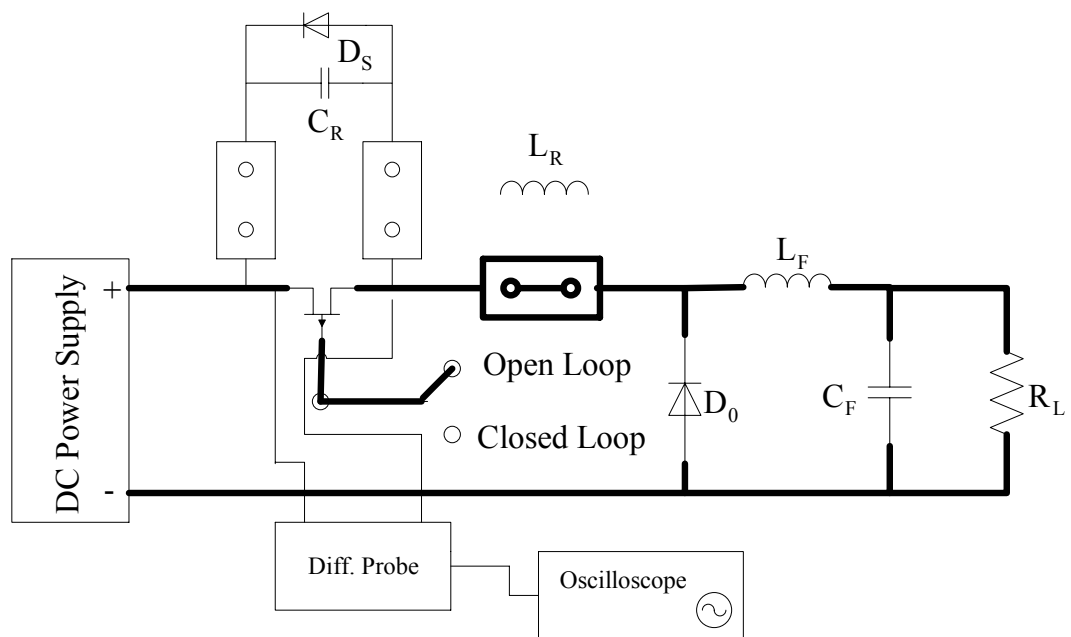 D_S
C_R
L_R
L_F
DC Power Supply
+
-
Open Loop
Closed Loop
D_0
C_F
R_L
Diff. Probe
Oscilloscope